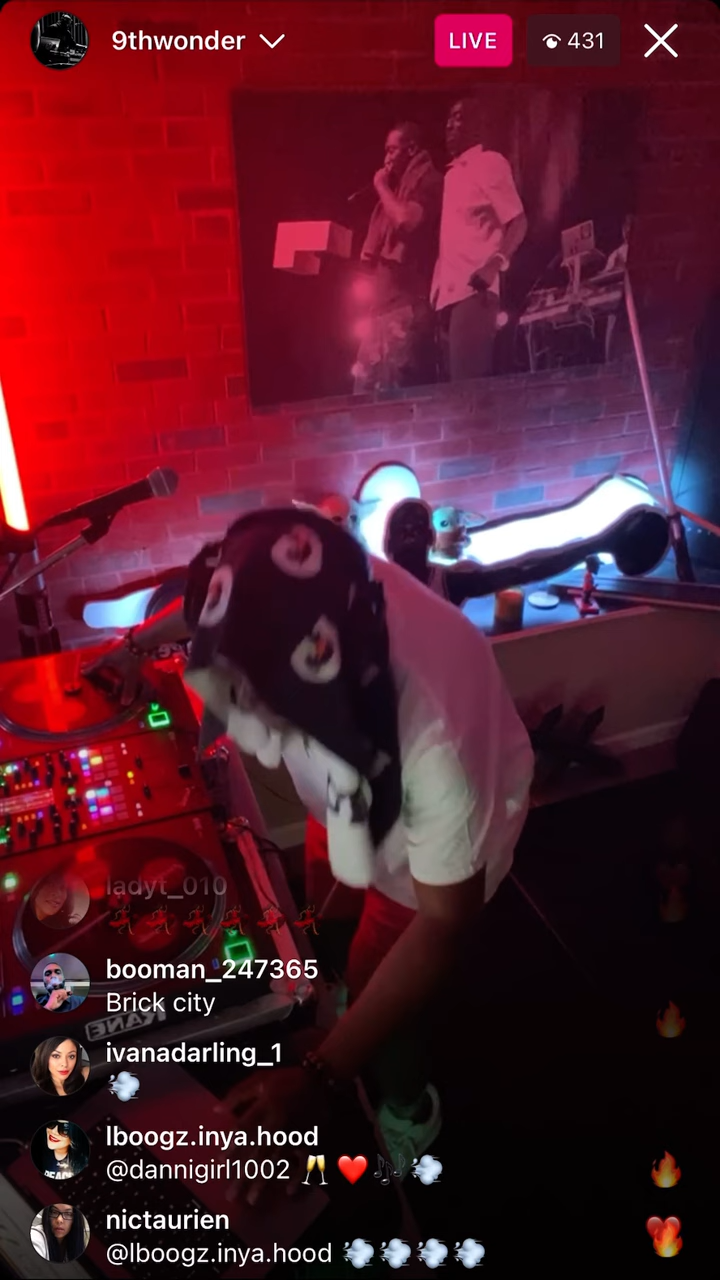 9thwonder
LIVE
431
ladyt_010
💃💃💃💃💃💃
booman_247365
Brick city
ivanadarling_1
💨
lboogz.inya.hood
@dannigirl1002 🥂❤️🎶💨
nictaurien
@lboogz.inya.hood 💨💨💨💨